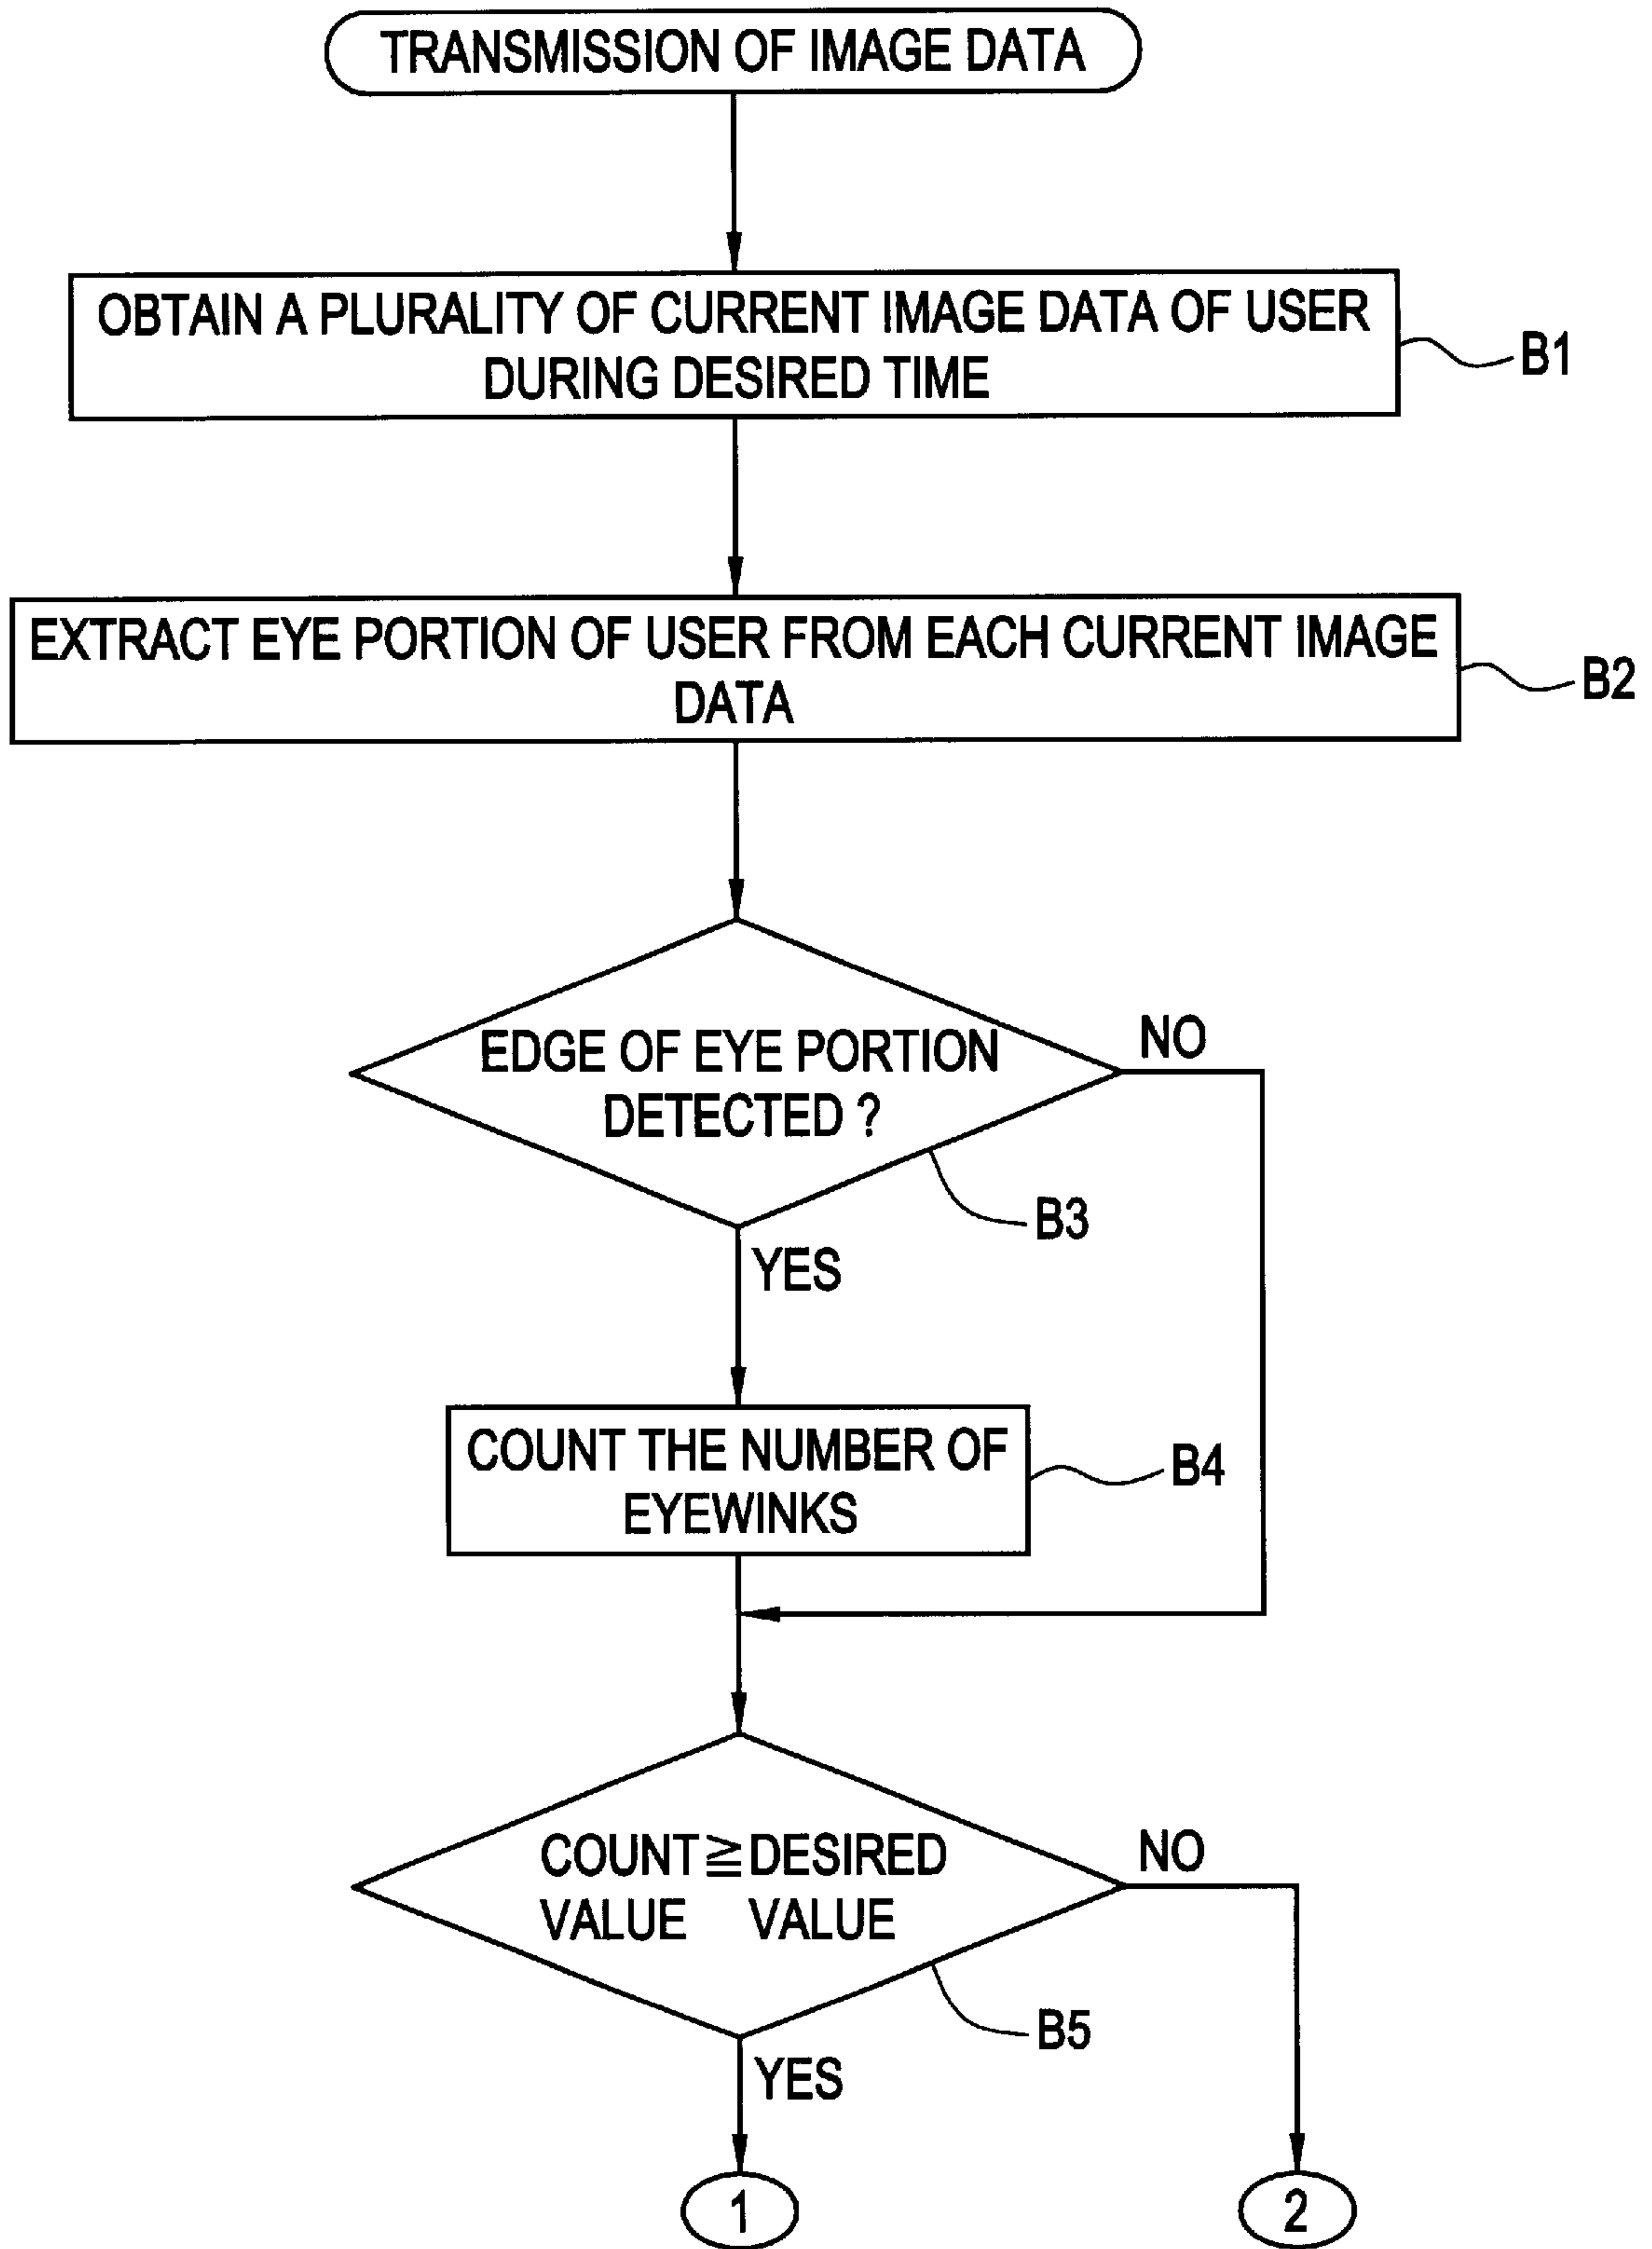 TRANSMISSION OF IMAGE DATA
OBTAIN A PLURALITY OF CURRENT IMAGE DATA OF USER
DURING DESIRED TIME
B1
EXTRACT EYE PORTION OF USER FROM EACH CURRENT IMAGE
DATA
B2
EDGE OF EYE PORTION
DETECTED ?
NO
B3
YES
COUNT THE NUMBER OF
EYEWINKS
B4
COUNT ≧ DESIRED
VALUE VALUE
NO
B5
YES
1
2